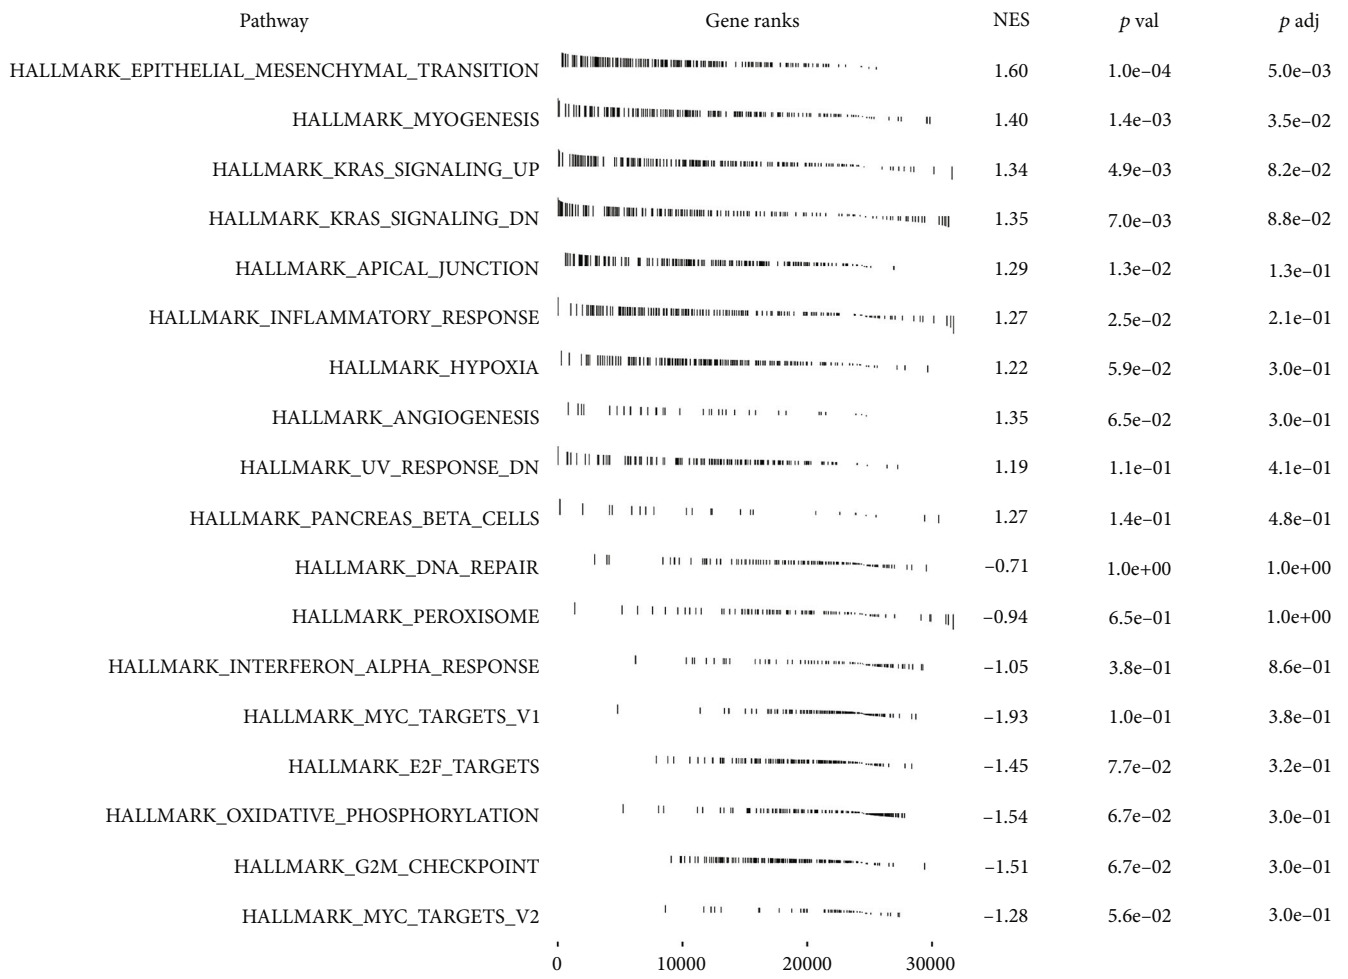 Pathway Gene ranks NES p val p adj
HALLMARK_EPITHELIAL_MESENCHYMAL_TRANSITION 1.60 1.0e–04 5.0e–03
HALLMARK_MYOGENESIS 1.40 1.4e–03 3.5e–02
HALLMARK_KRAS_SIGNALING_UP 1.34 4.9e–03 8.2e–02
HALLMARK_KRAS_SIGNALING_DN 1.35 7.0e–03 8.8e–02
HALLMARK_APICAL_JUNCTION 1.29 1.3e–02 1.3e–01
HALLMARK_INFLAMMATORY_RESPONSE 1.27 2.5e–02 2.1e–01
HALLMARK_HYPOXIA 1.22 5.9e–02 3.0e–01
HALLMARK_ANGIOGENESIS 1.35 6.5e–02 3.0e–01
HALLMARK_UV_RESPONSE_DN 1.19 1.1e–01 4.1e–01
HALLMARK_PANCREAS_BETA_CELLS 1.27 1.4e–01 4.8e–01
HALLMARK_DNA_REPAIR –0.71 1.0e+00 1.0e+00
HALLMARK_PEROXISOME –0.94 6.5e–01 1.0e+00
HALLMARK_INTERFERON_ALPHA_RESPONSE –1.05 3.8e–01 8.6e–01
HALLMARK_MYC_TARGETS_V1 –1.93 1.0e–01 3.8e–01
HALLMARK_E2F_TARGETS –1.45 7.7e–02 3.2e–01
HALLMARK_OXIDATIVE_PHOSPHORYLATION –1.54 6.7e–02 3.0e–01
HALLMARK_G2M_CHECKPOINT –1.51 6.7e–02 3.0e–01
HALLMARK_MYC_TARGETS_V2 –1.28 5.6e–02 3.0e–01
0 10000 20000 30000